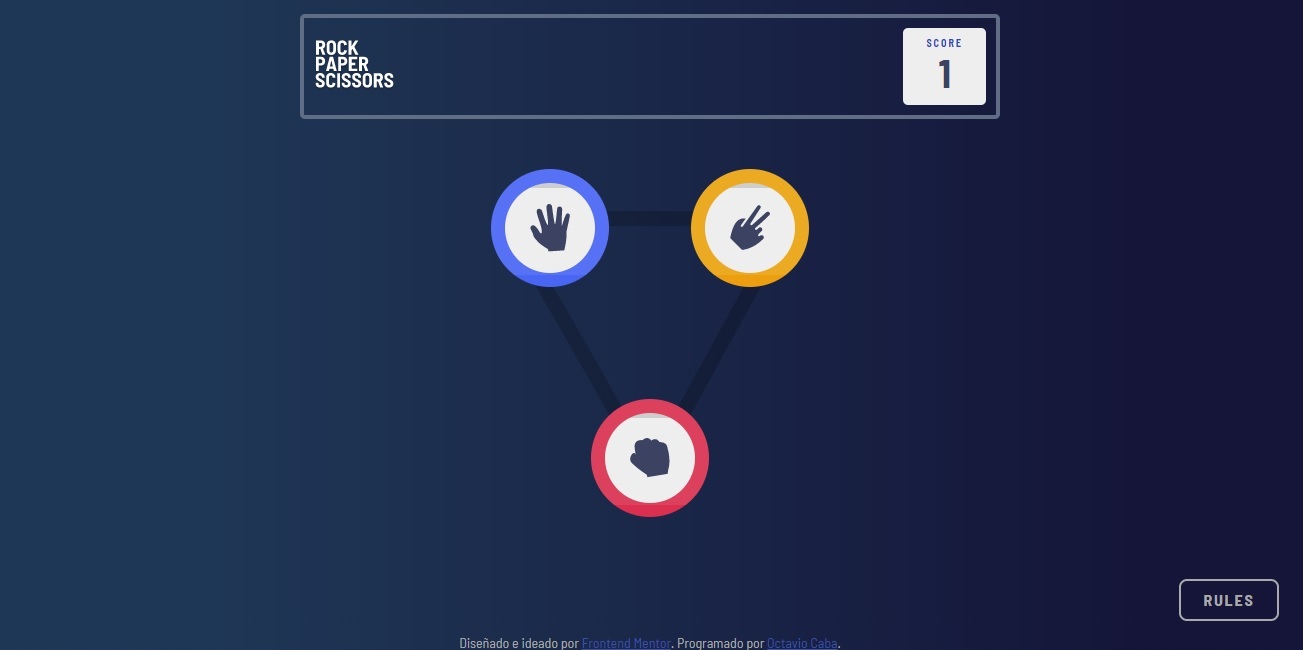 ROCK
PAPER
SCISSORS
SCORE
1
RULES
Diseñado e ideado por Frontend Mentor. Programado por Octavio Caba.